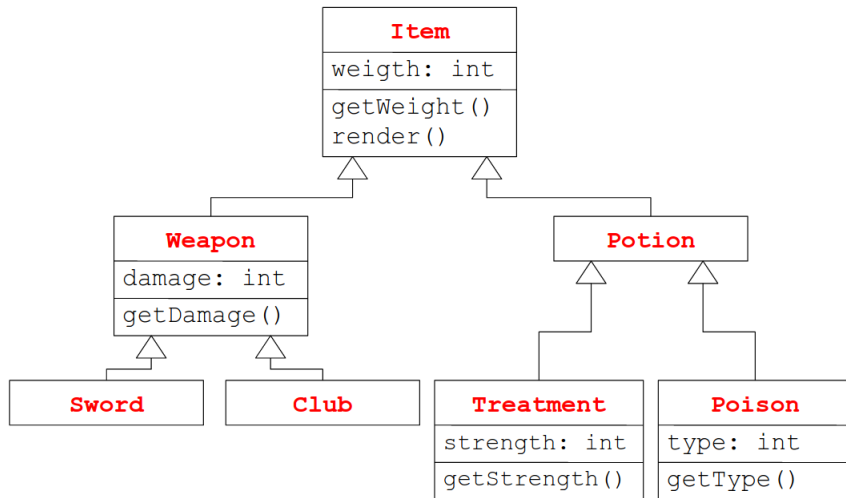 Item
weigth: int
getWeight()
render()
Weapon
damage: int
getDamage()
Potion
Sword
Club
Treatment
strength: int
getStrength()
Poison
type: int
getType()